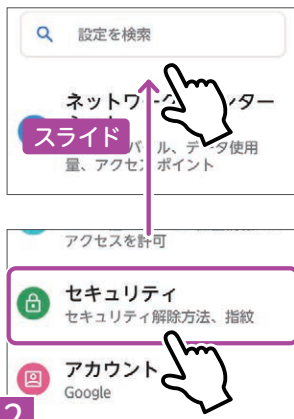 設定を検索
ネットワ
ター
スライド
ル、データ使用
量、アクセ
ポイント
アクセスを許可
セキュリティ
セキュリティ解除方法、指紋
アカウント
Google
2